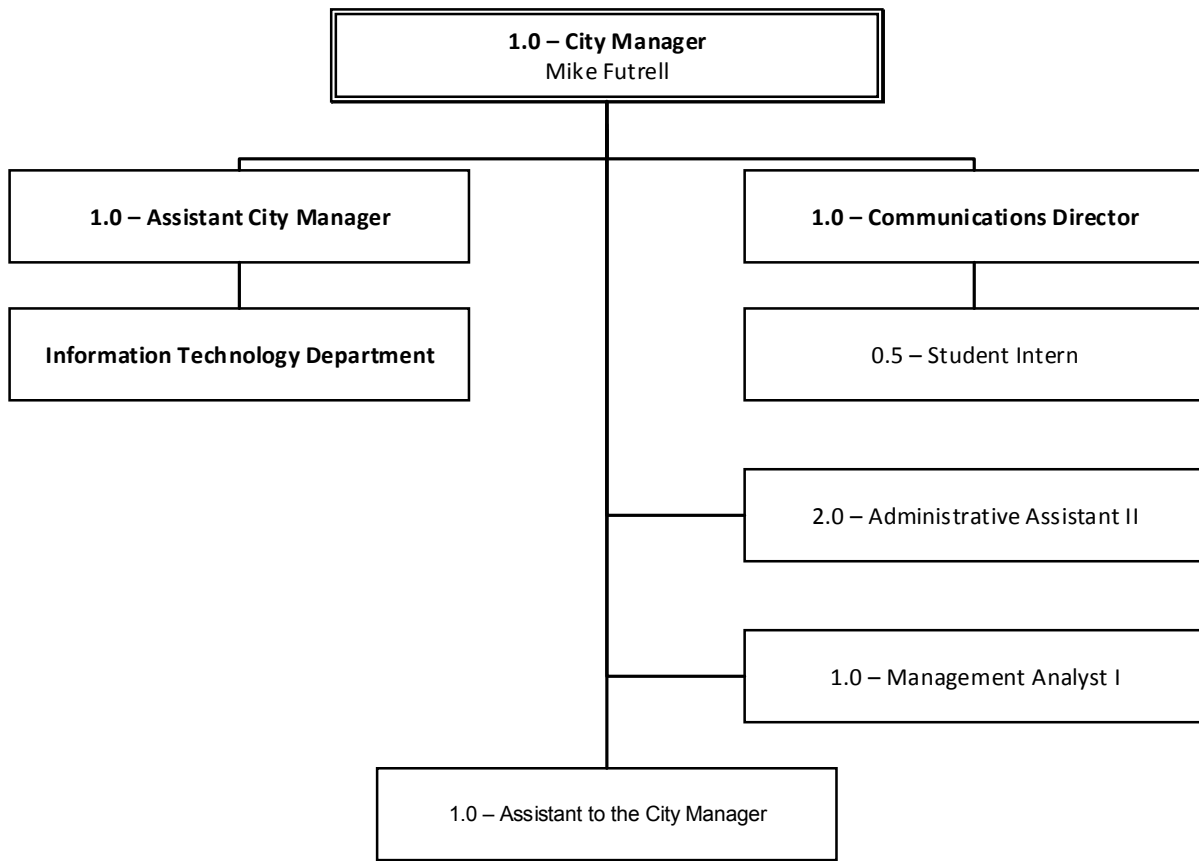 1.0 – City Manager
Mike Futrell
1.0 – Assistant City Manager
1.0 – Communications Director
Information Technology Department
0.5 – Student Intern
2.0 – Administrative Assistant II
1.0 – Management Analyst I
1.0 – Assistant to the City Manager